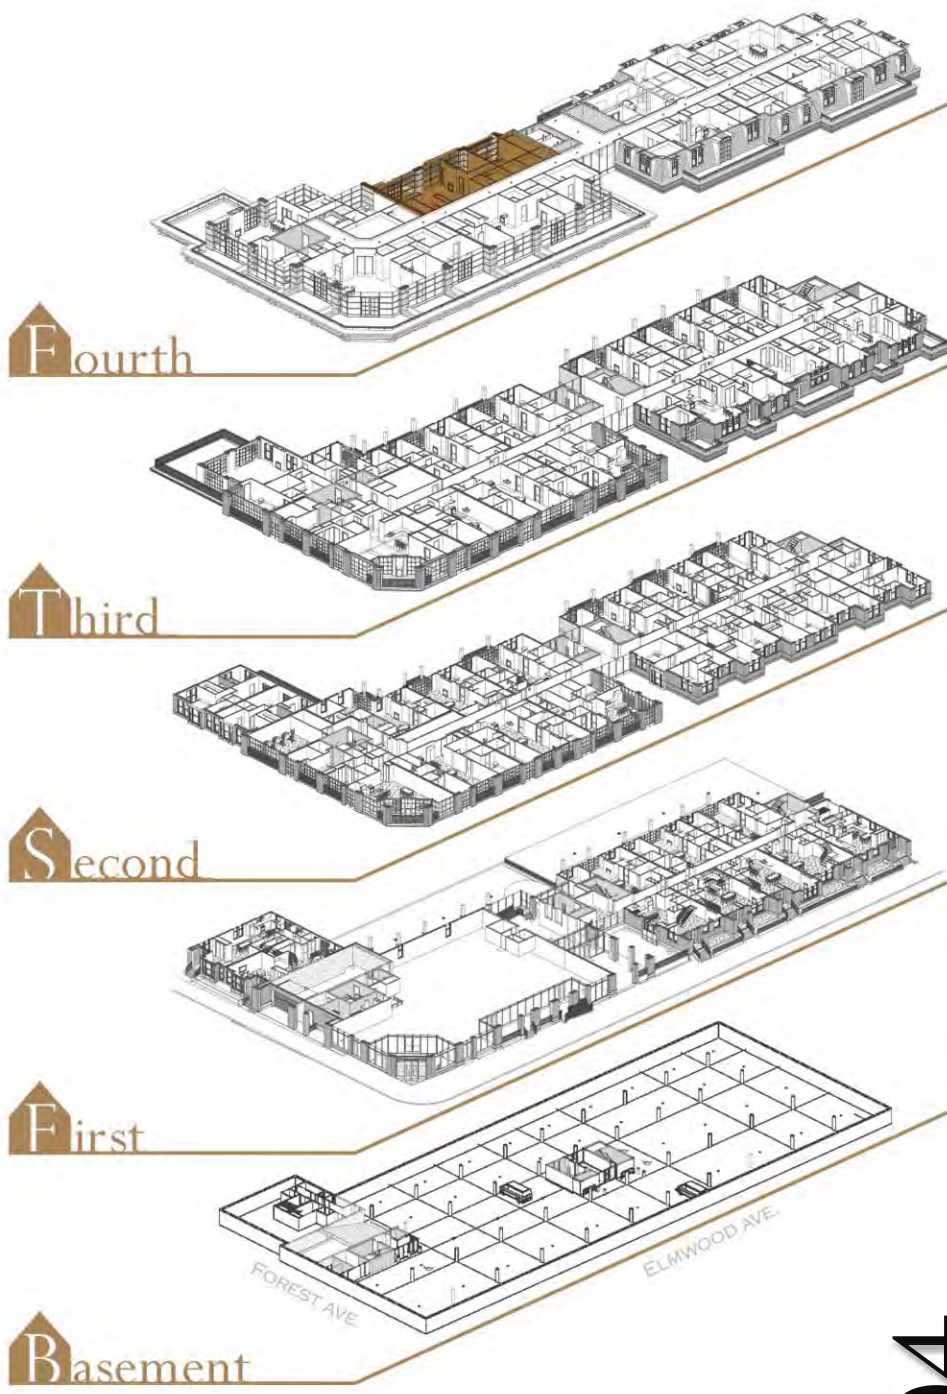 Fourth
Third
Second
First
ELMWOOD AVE.
FOREST AVE.
Basement